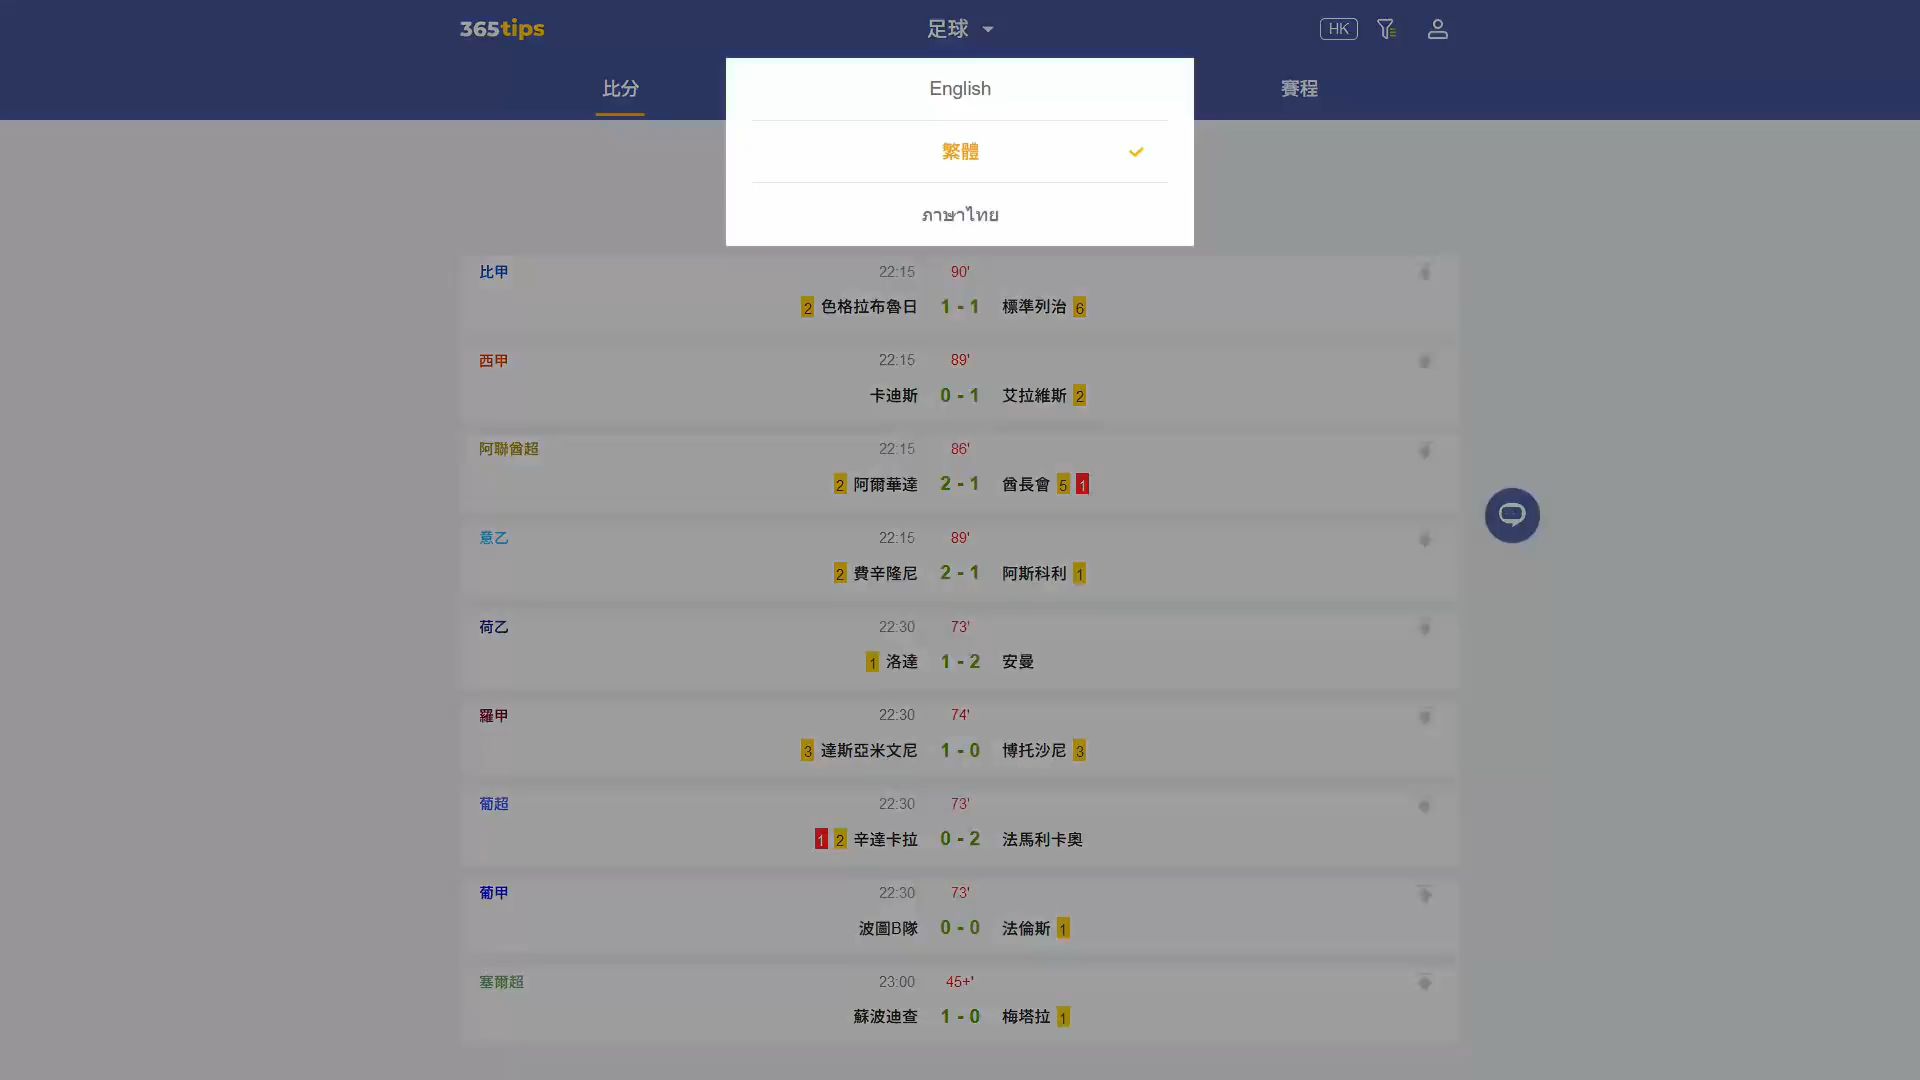 365tips
足球
HK
比分
賽程
English
繁體
ภาษาไทย
比甲 22:15 90'
2 色格拉布魯日 1 - 1 標準列治 6
西甲 22:15 89'
卡迪斯 0 - 1 艾拉維斯 2
阿聯酋超 22:15 86'
2 阿爾華達 2 - 1 酋長會 5 1
意乙 22:15 89'
2 費辛隆尼 2 - 1 阿斯科利 1
荷乙 22:30 73'
1 洛達 1 - 2 安曼
羅甲 22:30 74'
3 達斯亞米文尼 1 - 0 博托沙尼 3
葡超 22:30 73'
1 2 辛達卡拉 0 - 2 法馬利卡奧
葡甲 22:30 73'
波圖B隊 0 - 0 法倫斯 1
塞爾超 23:00 45+'
蘇波迪查 1 - 0 梅塔拉 1